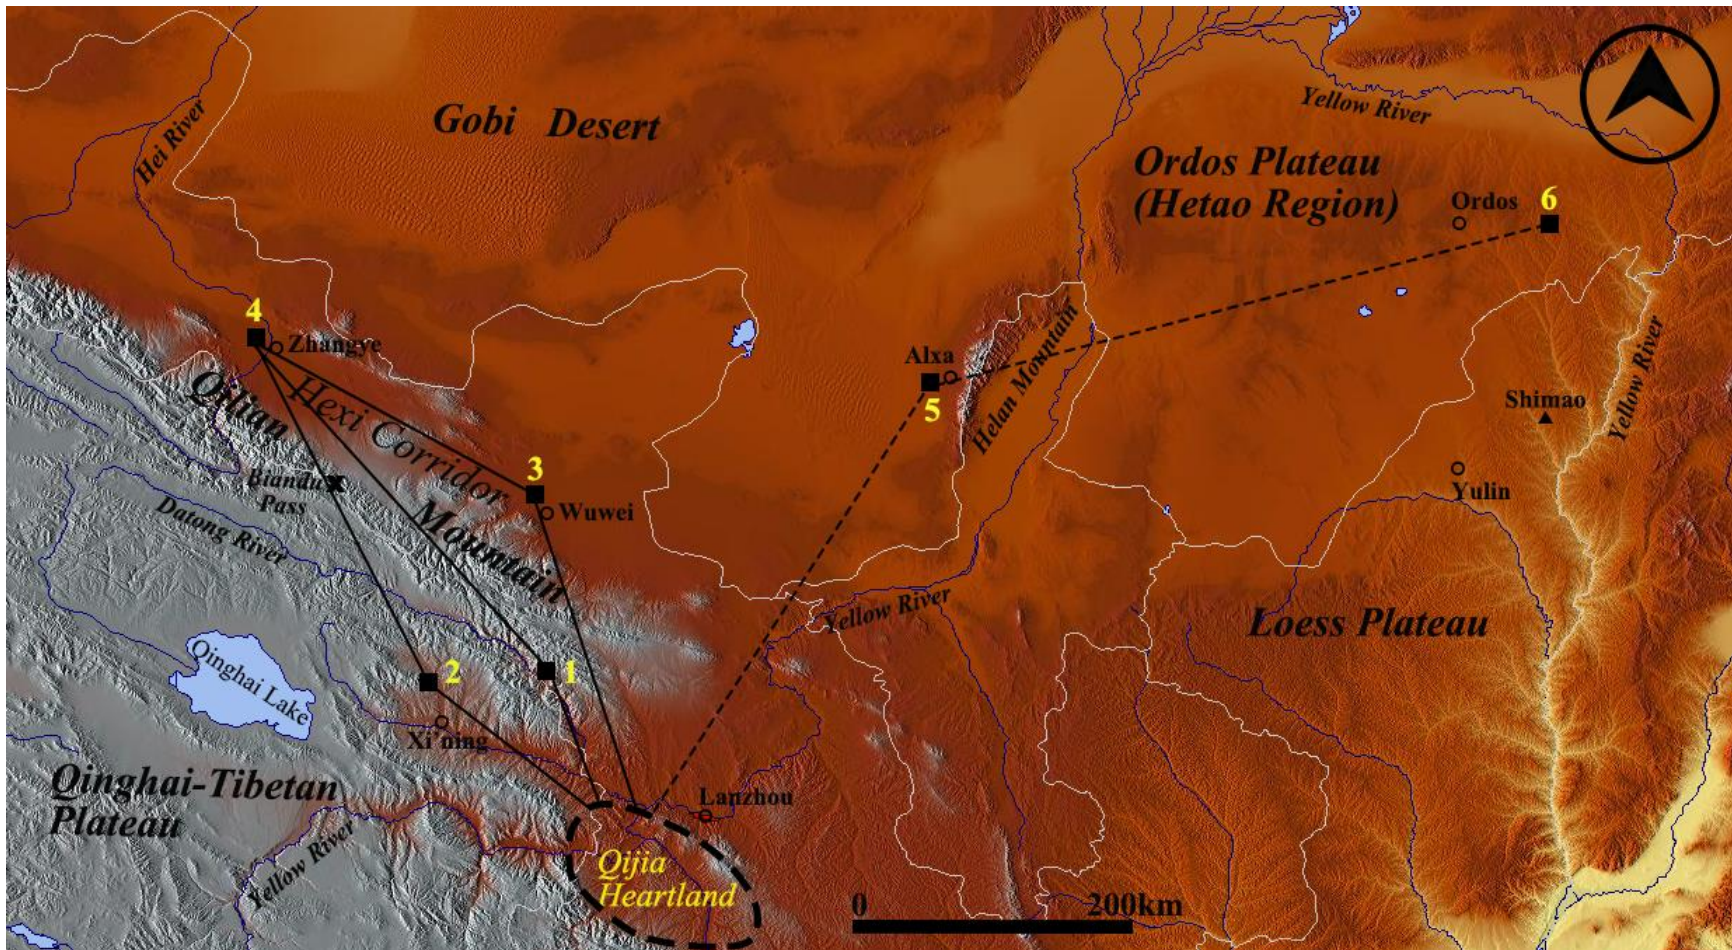 Gobi Desert
Hei River
Yellow River
Ordos Plateau
(Hetao Region)
Ordos
6
4
Zhangye
Alxa
5
Helan Mountain
Qilian
Hexi Corridor
Mountain
Shimao
Yellow River
3
Wuwei
Biandu
Pass
Datong River
Yulin
Yellow River
Loess Plateau
Qinghai Lake
2
1
Xi'ning
Qinghai-Tibetan
Plateau
Lanzhou
Yellow River
Qijia
Heartland
0
200km